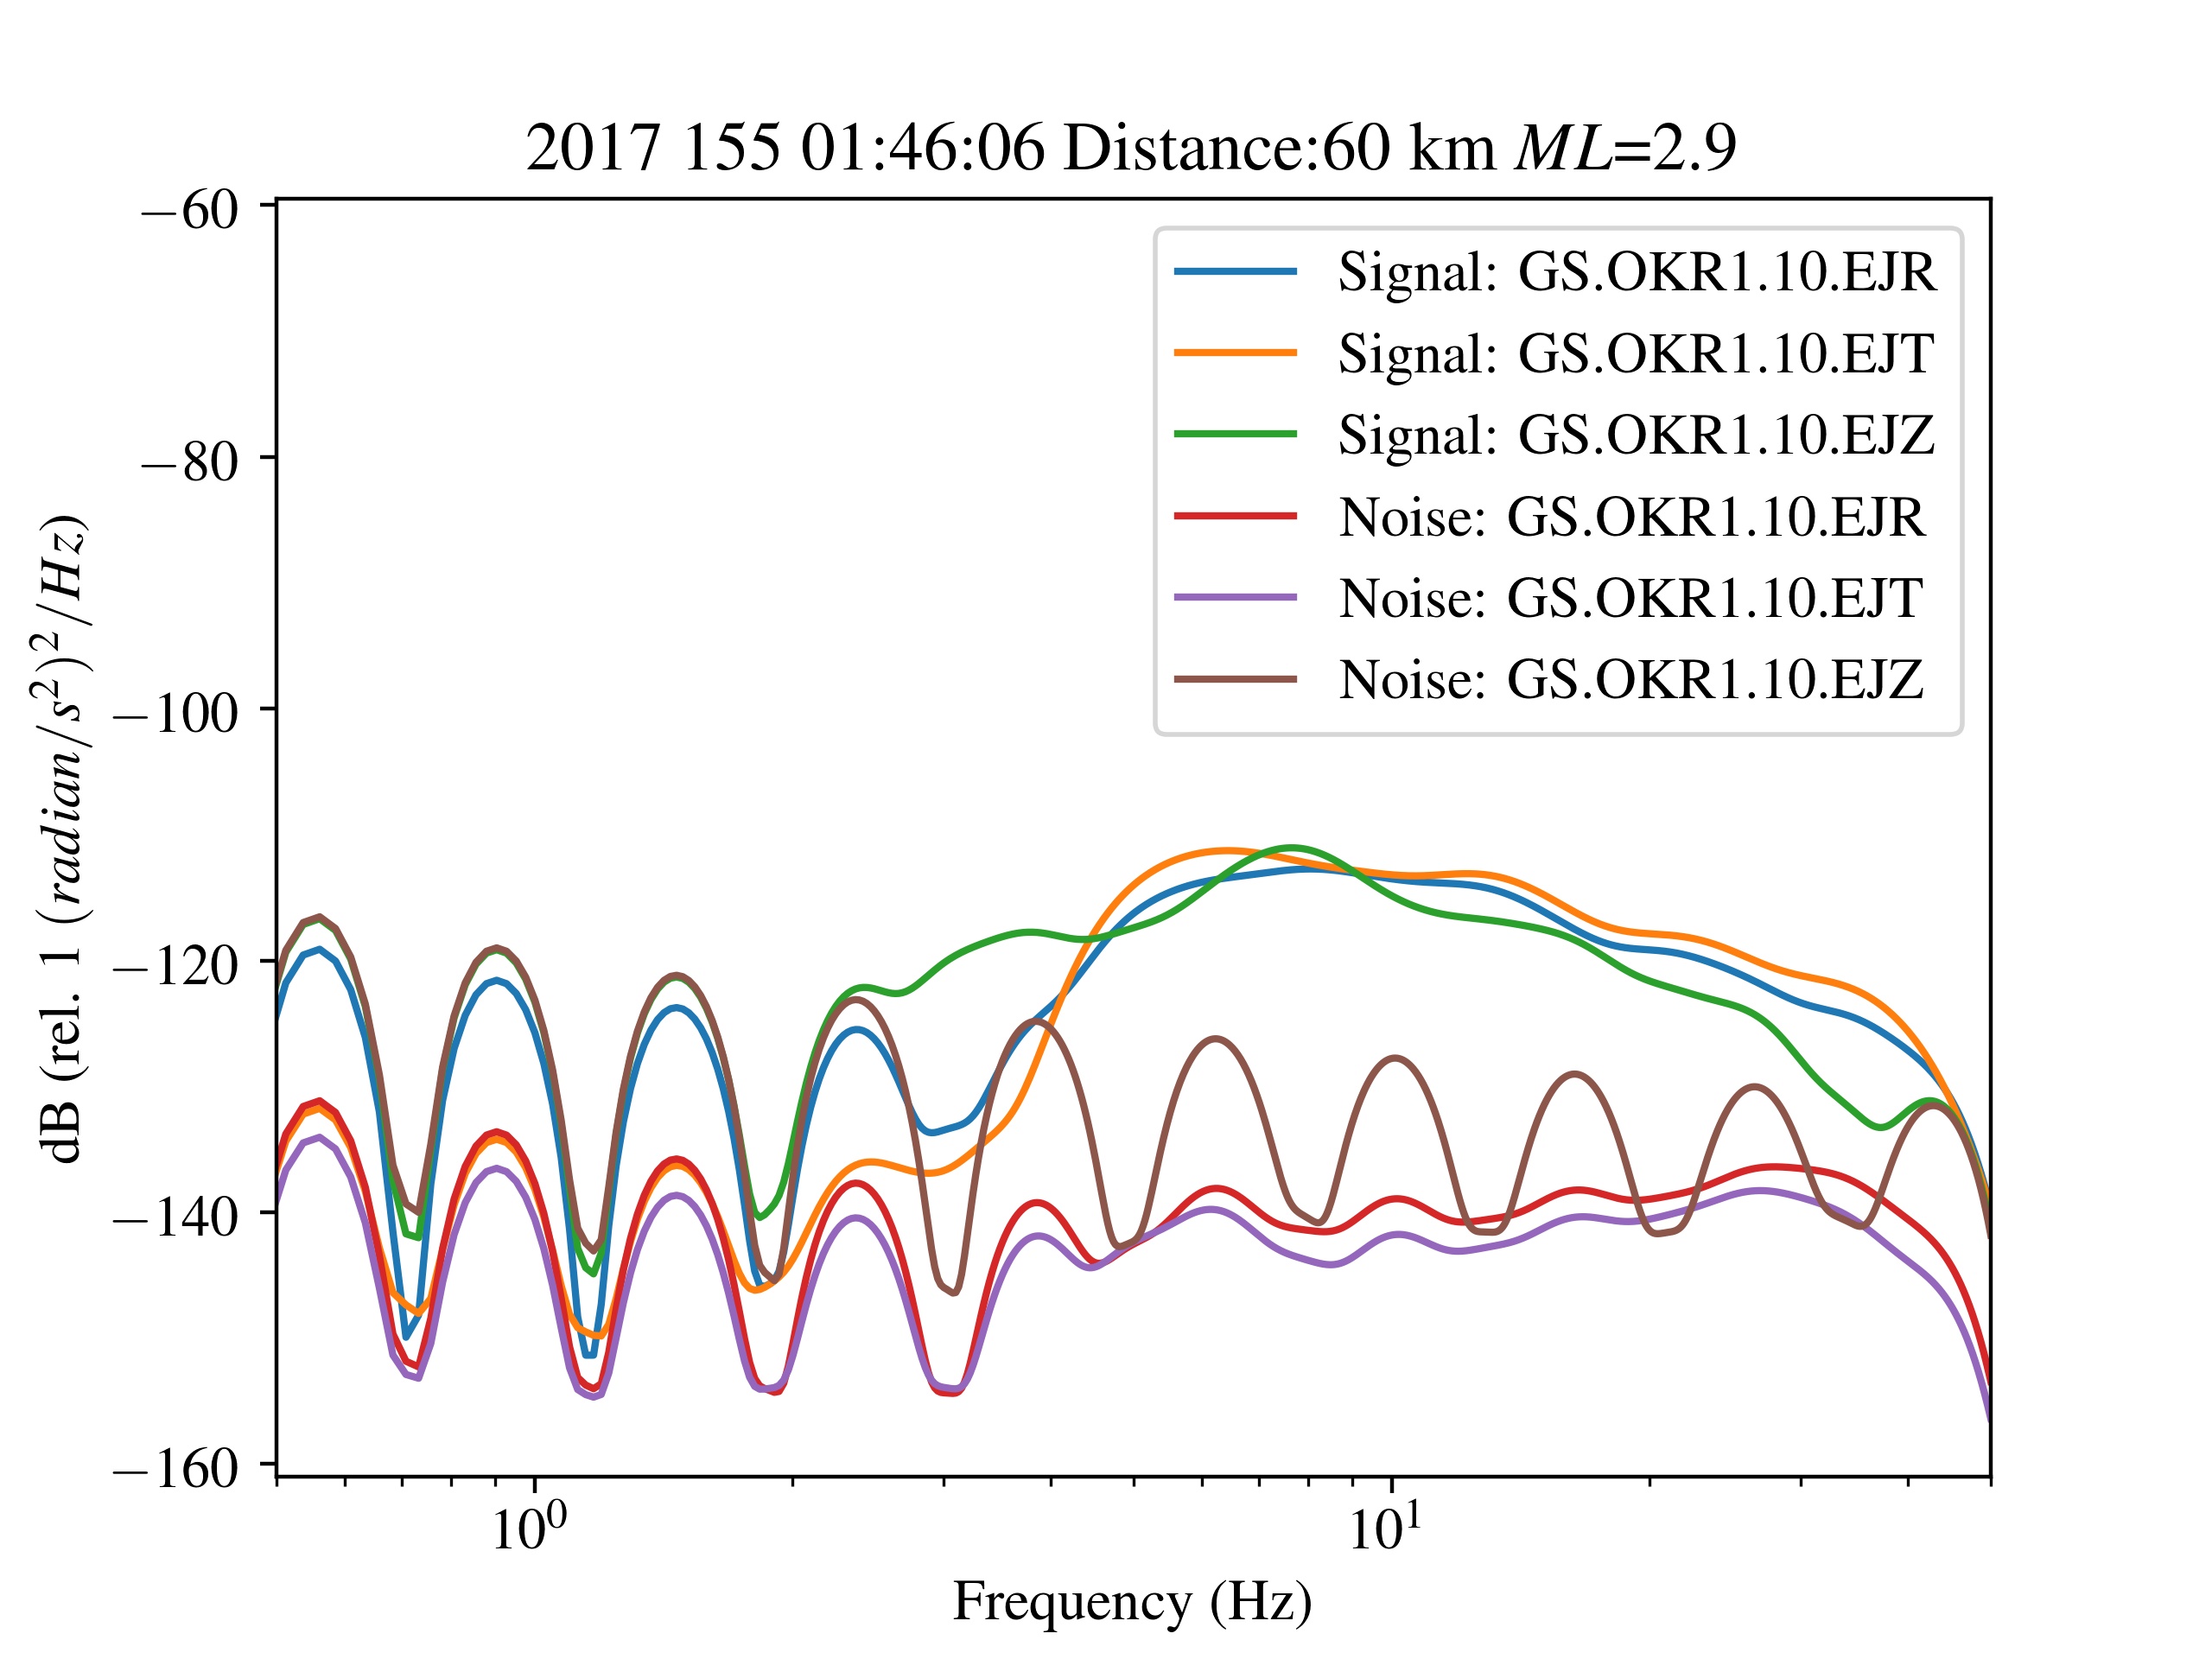 2017 155 01:46:06 Distance:60 km ML=2.9
−60
−80
−100
−120
−140
−160
dB (rel. 1 (radian/s²)²/Hz)
Signal: GS.OKR1.10.EJR
Signal: GS.OKR1.10.EJT
Signal: GS.OKR1.10.EJZ
Noise: GS.OKR1.10.EJR
Noise: GS.OKR1.10.EJT
Noise: GS.OKR1.10.EJZ
10⁰ 10¹
Frequency (Hz)